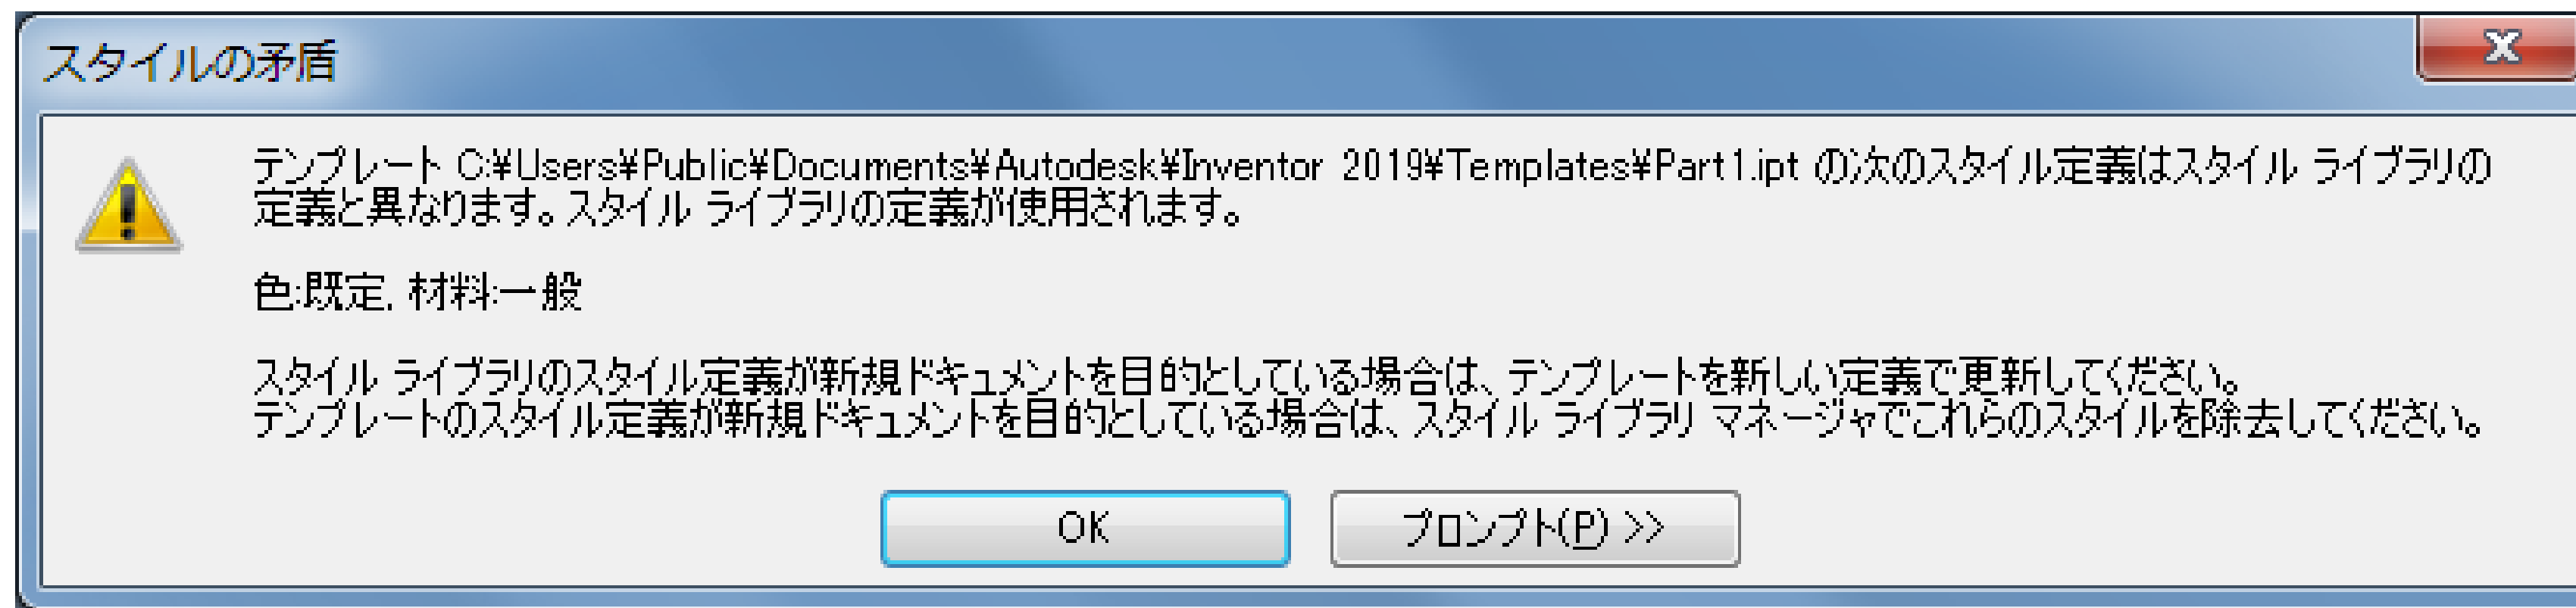 スタイルの矛盾
テンプレート C:¥Users¥Public¥Documents¥Autodesk¥Inventor 2019¥Templates¥Part1.ipt の次のスタイル定義はスタイル ライブラリの
定義と異なります。スタイル ライブラリの定義が使用されます。
色:既定, 材料:一般
スタイル ライブラリのスタイル定義が新規ドキュメントを目的としている場合は、テンプレートを新しい定義で更新してください。
テンプレートのスタイル定義が新規ドキュメントを目的としている場合は、スタイル ライブラリ マネージャでこれらのスタイルを除去してください。
OK
プロンプト(P) >>